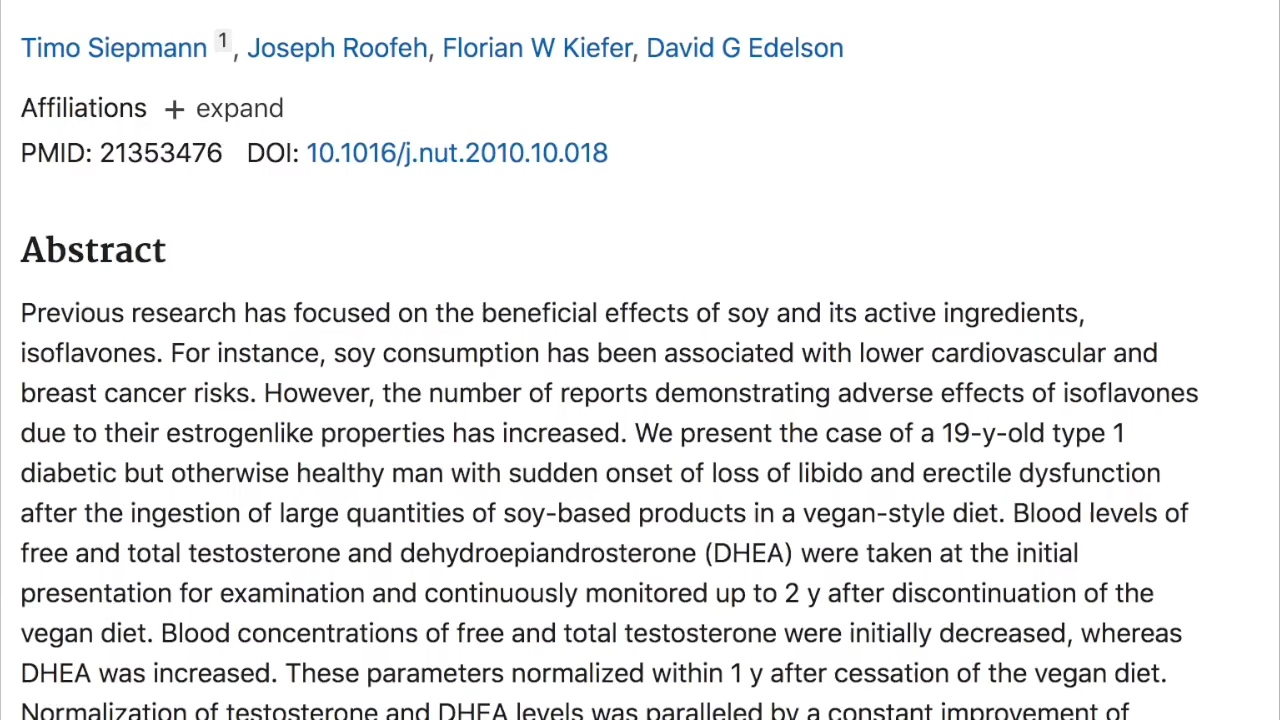 Timo Siepmann 1, Joseph Roofeh, Florian W Kiefer, David G Edelson
Affiliations + expand
PMID: 21353476 DOI: 10.1016/j.nut.2010.10.018
Abstract
Previous research has focused on the beneficial effects of soy and its active ingredients,
isoflavones. For instance, soy consumption has been associated with lower cardiovascular and
breast cancer risks. However, the number of reports demonstrating adverse effects of isoflavones
due to their estrogenlike properties has increased. We present the case of a 19-y-old type 1
diabetic but otherwise healthy man with sudden onset of loss of libido and erectile dysfunction
after the ingestion of large quantities of soy-based products in a vegan-style diet. Blood levels of
free and total testosterone and dehydroepiandrosterone (DHEA) were taken at the initial
presentation for examination and continuously monitored up to 2 y after discontinuation of the
vegan diet. Blood concentrations of free and total testosterone were initially decreased, whereas
DHEA was increased. These parameters normalized within 1 y after cessation of the vegan diet.
Normalization of testosterone and DHEA levels was paralleled by a constant improvement of